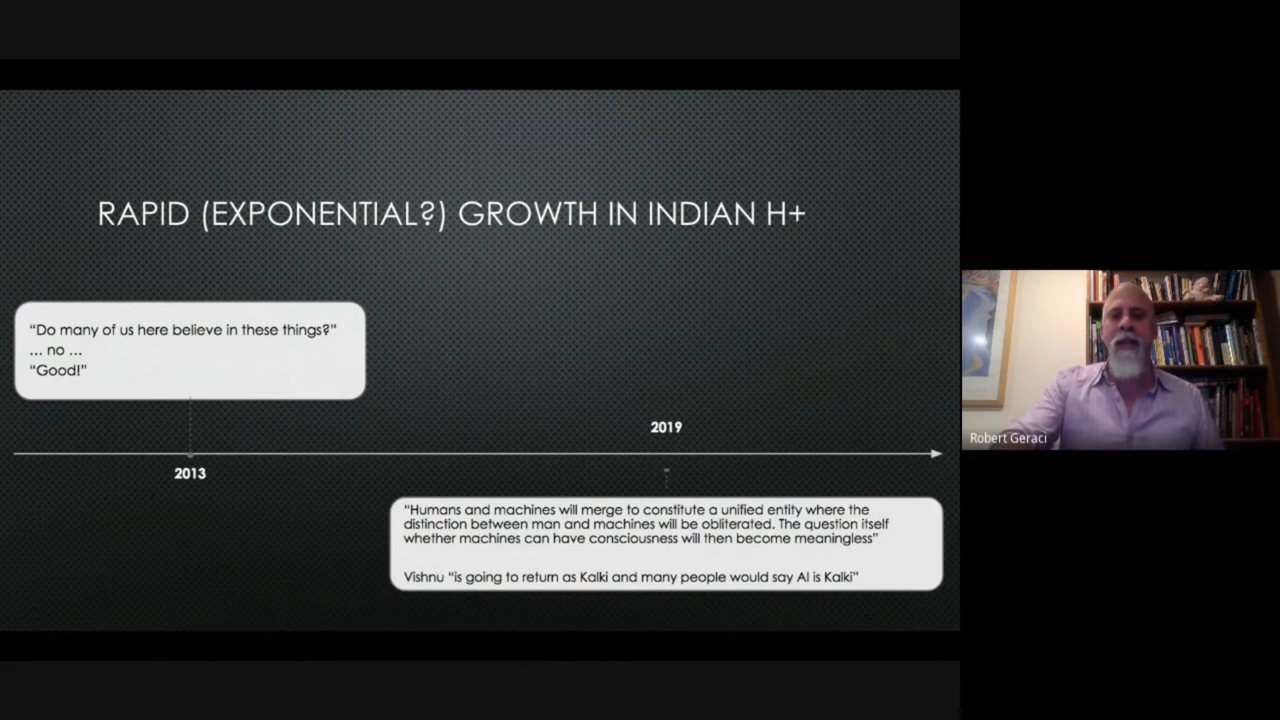 RAPID (EXPONENTIAL?) GROWTH IN INDIAN H+
“Do many of us here believe in these things?”
... no ...
“Good!”
2013
2019
“Humans and machines will merge to constitute a unified entity where the
distinction between man and machines will be obliterated. The question itself
whether machines can have consciousness will then become meaningless”
Vishnu “is going to return as Kalki and many people would say AI is Kalki”
Robert Geraci